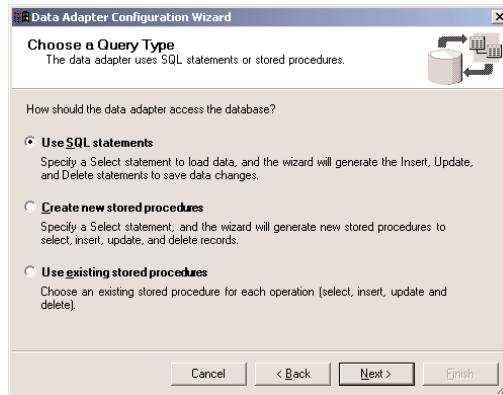 Data Adapter Configuration Wizard
Choose a Query Type
The data adapter uses SQL statements or stored procedures.
How should the data adapter access the database?
Use SQL statements
Specify a Select statement to load data, and the wizard will generate the Insert, Update,
and Delete statements to save data changes.
Create new stored procedures
Specify a Select statement, and the wizard will generate new stored procedures to
select, insert, update, and delete records.
Use existing stored procedures
Choose an existing stored procedure for each operation (select, insert, update and
delete).
Cancel
< Back
Next >
Finish